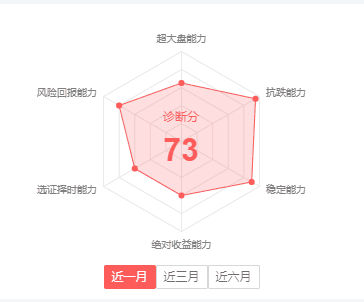 超大盘能力
风险回报能力
抗跌能力
诊断分
73
选证择时能力
稳定能力
绝对收益能力
近一月
近三月
近六月